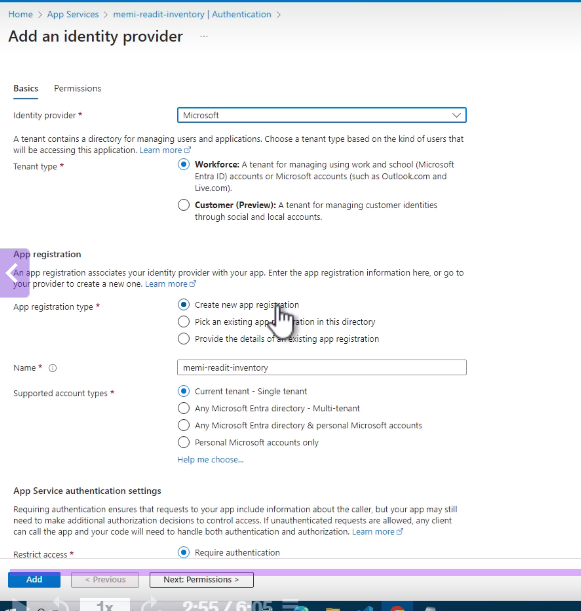 Home > App Services > memi-readit-inventory | Authentication >
Add an identity provider ...
Basics Permissions
Identity provider * Microsoft
A tenant contains a directory for managing users and applications. Choose a tenant type based on the kind of users that
will be accessing this application. Learn more
Tenant type * Workforce: A tenant for managing using work and school (Microsoft
Entra ID) accounts or Microsoft accounts (such as Outlook.com and
Live.com).
Customer (Preview): A tenant for managing customer identities
through social and local accounts.
App registration
An app registration associates your identity provider with your app. Enter the app registration information here, or go to
your provider to create a new one. Learn more
App registration type * Create new app registration
Pick an existing app registration in this directory
Provide the details of an existing app registration
Name * memi-readit-inventory
Supported account types * Current tenant - Single tenant
Any Microsoft Entra directory - Multi-tenant
Any Microsoft Entra directory & personal Microsoft accounts
Personal Microsoft accounts only
Help me choose...
App Service authentication settings
Requiring authentication ensures that requests to your app include information about the caller, but your app may still
need to make additional authorization decisions to control access. If unauthenticated requests are allowed, any client
can call the app and your code will need to handle both authentication and authorization. Learn more
Restrict access * Require authentication
Add < Previous Next: Permissions >
1x 2:55 / 6:05